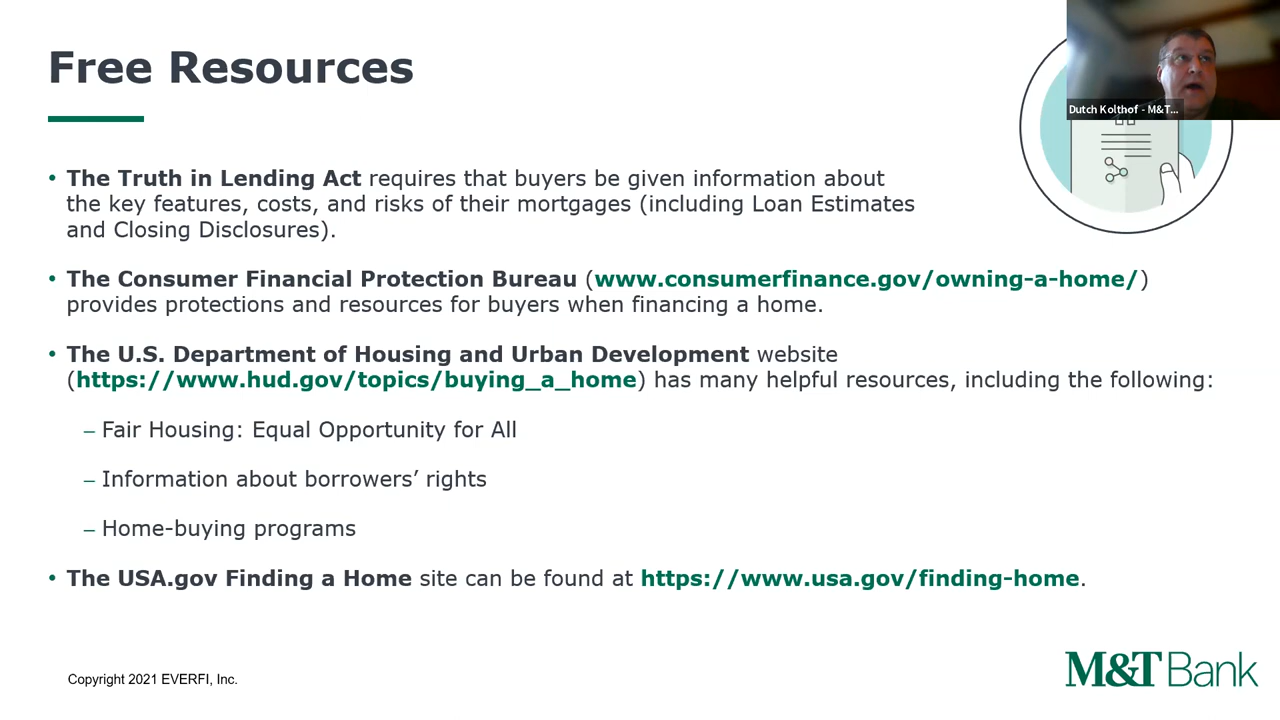 Free Resources
Dutch Kolthof - M&T...
• The Truth in Lending Act requires that buyers be given information about
the key features, costs, and risks of their mortgages (including Loan Estimates
and Closing Disclosures).
• The Consumer Financial Protection Bureau (www.consumerfinance.gov/owning-a-home/)
provides protections and resources for buyers when financing a home.
• The U.S. Department of Housing and Urban Development website
(https://www.hud.gov/topics/buying_a_home) has many helpful resources, including the following:
– Fair Housing: Equal Opportunity for All
– Information about borrowers’ rights
– Home-buying programs
• The USA.gov Finding a Home site can be found at https://www.usa.gov/finding-home.
Copyright 2021 EVERFI, Inc.
M&T Bank